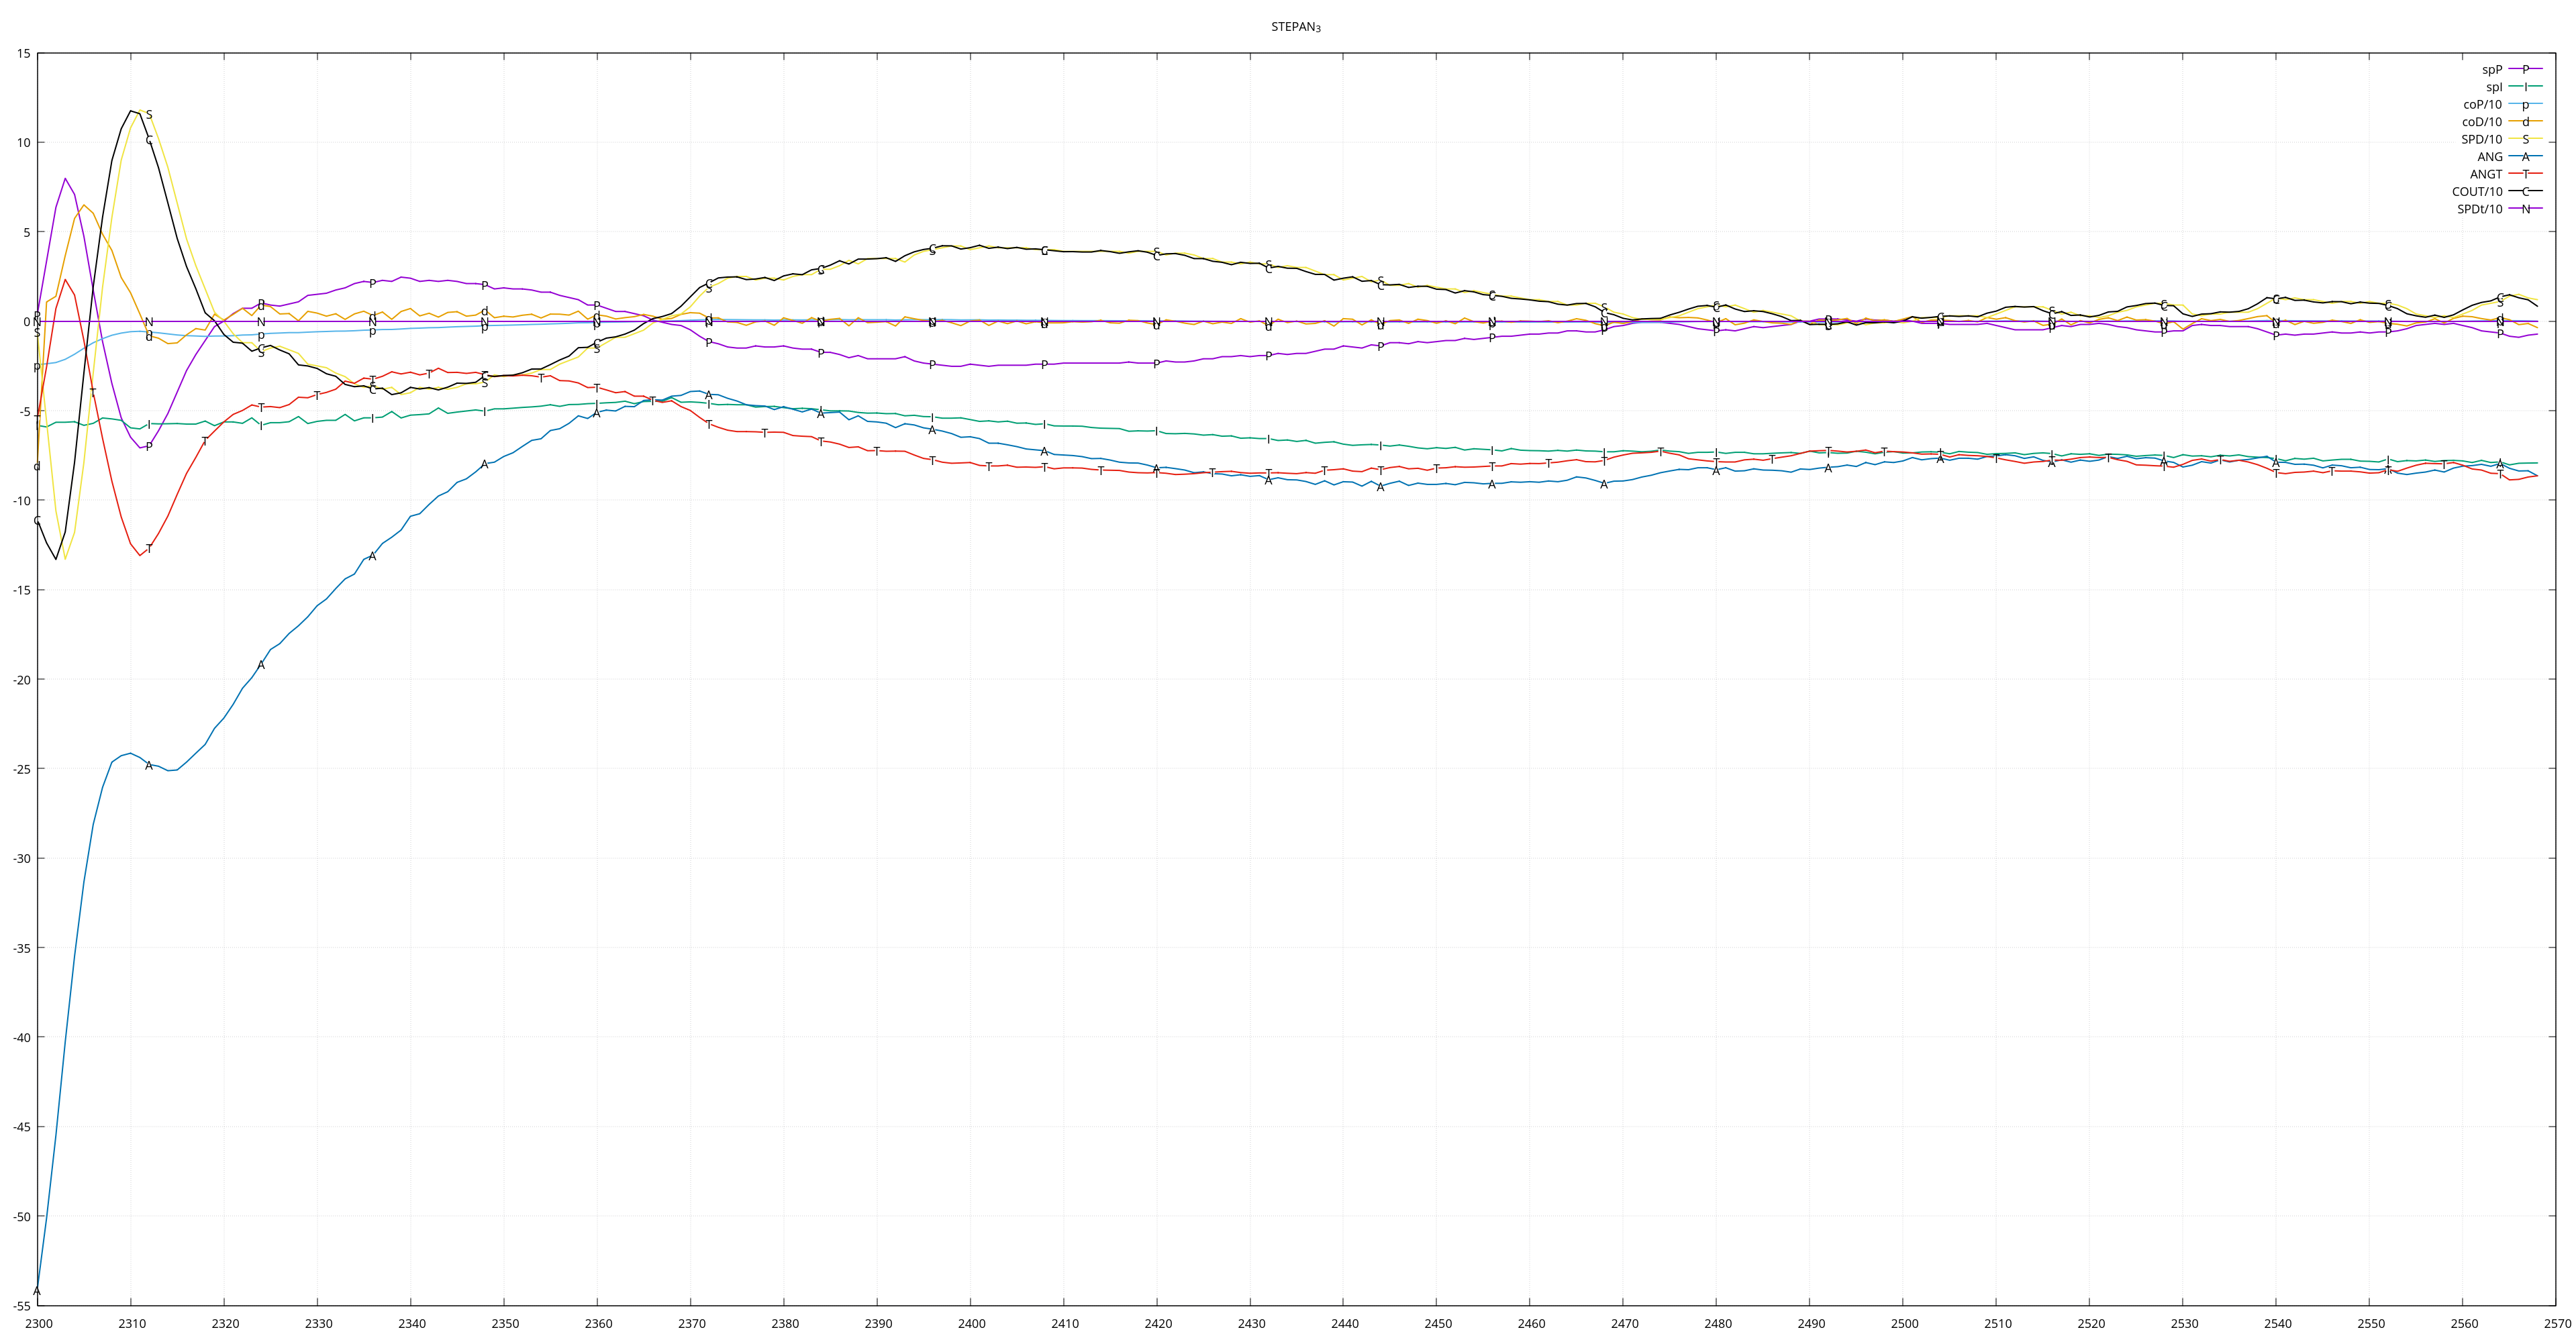 STEPAN₃
15
10
5
0
-5
-10
-15
-20
-25
-30
-35
-40
-45
-50
-55
spP P
spI I
coP/10 p
coD/10 d
SPD/10 S
ANG A
ANGT T
COUT/10 C
SPDt/10 N
2300 2310 2320 2330 2340 2350 2360 2370 2380 2390 2400 2410 2420 2430 2440 2450 2460 2470 2480 2490 2500 2510 2520 2530 2540 2550 2560 2570